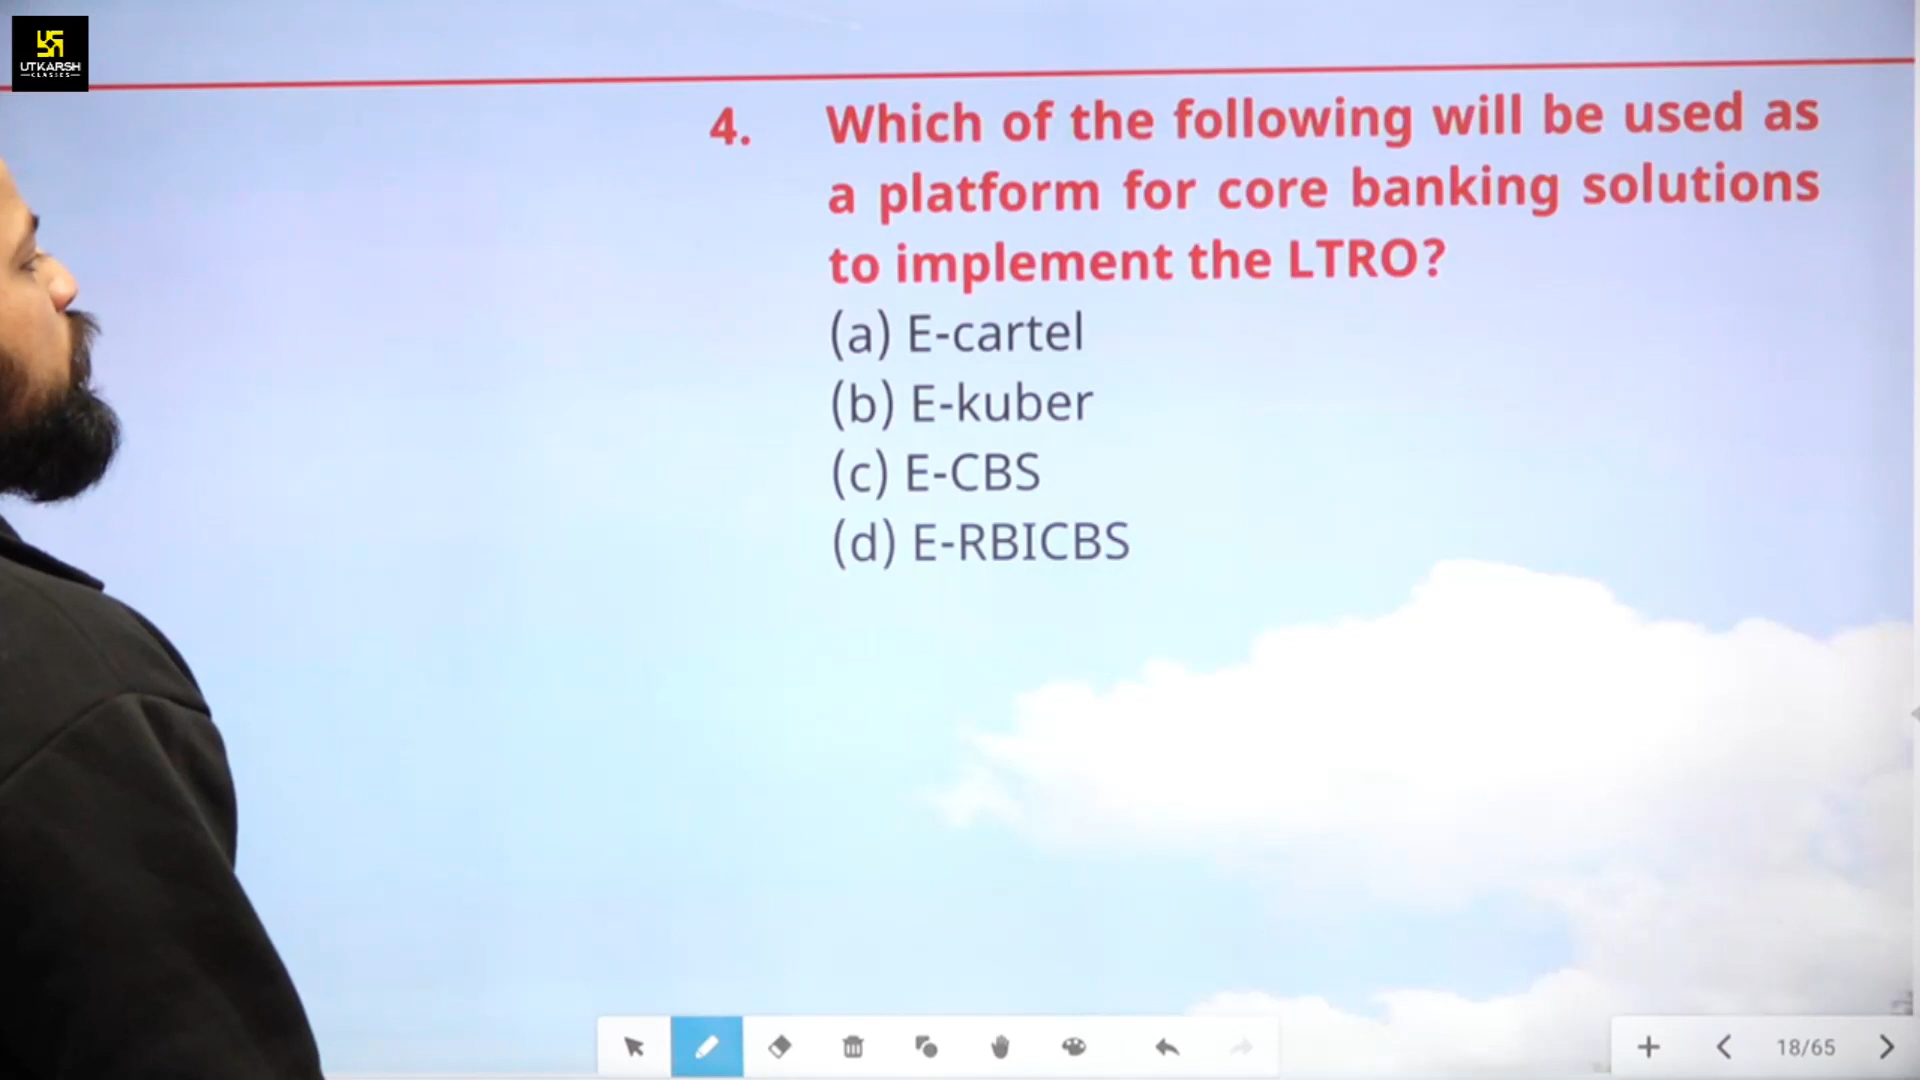 UTKARSH
CLASSES
4. Which of the following will be used as
a platform for core banking solutions
to implement the LTRO?
(a) E-cartel
(b) E-kuber
(c) E-CBS
(d) E-RBICBS
18/65